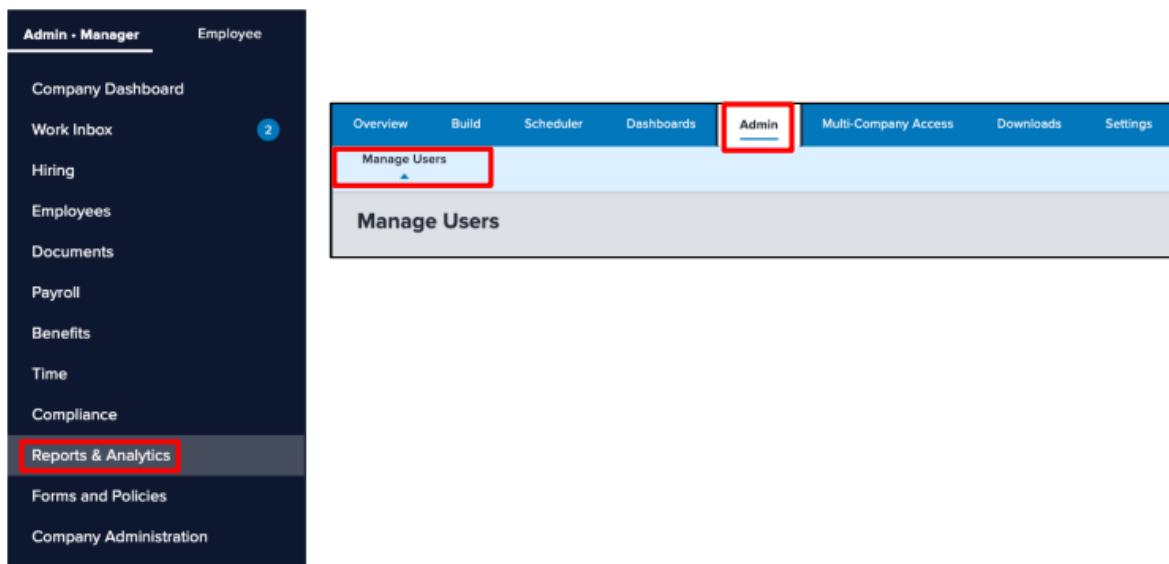 Admin • Manager Employee
Company Dashboard
Work Inbox 2
Hiring
Employees
Documents
Payroll
Benefits
Time
Compliance
Reports & Analytics
Forms and Policies
Company Administration
Overview Build Scheduler Dashboards Admin Multi-Company Access Downloads Settings
Manage Users
Manage Users